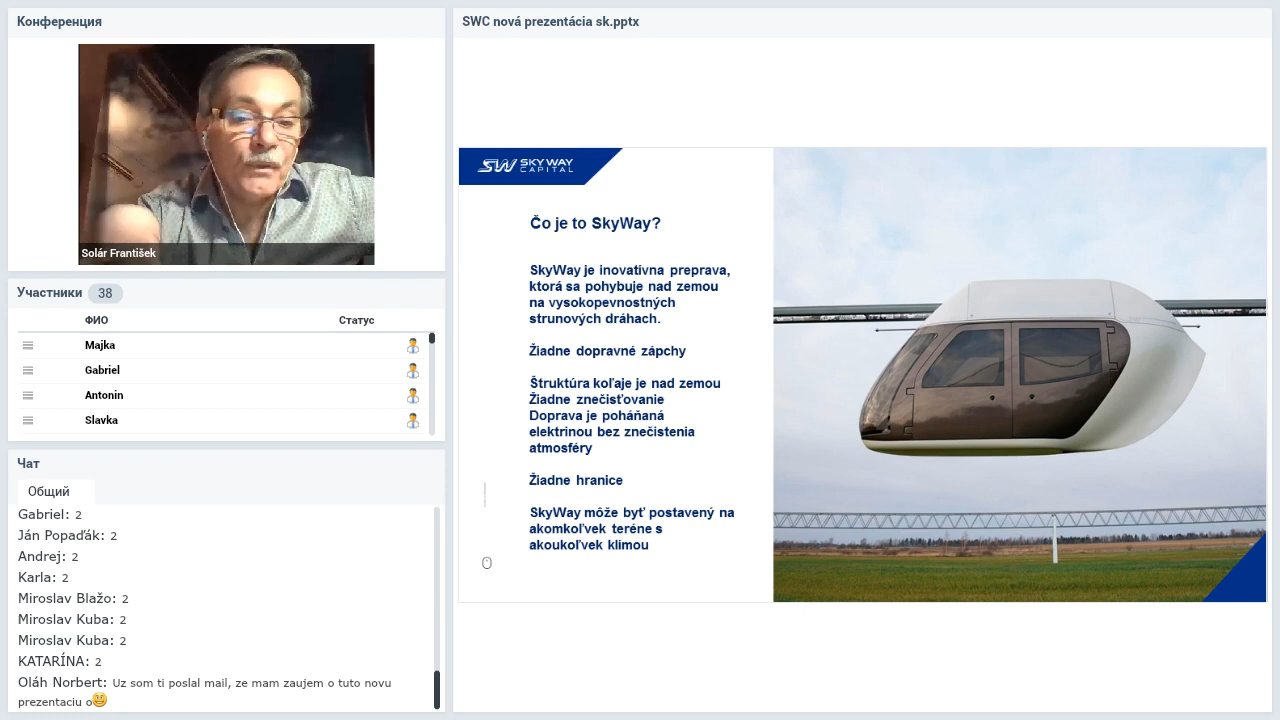 Конференция
Solár František
Участники 38
ФИО Статус
Majka
Gabriel
Antonin
Slavka
Чат
Общий
Gabriel: 2
Ján Popaďák: 2
Andrej: 2
Karla: 2
Miroslav Blažo: 2
Miroslav Kuba: 2
Miroslav Kuba: 2
KATARÍNA: 2
Oláh Norbert: Uz som ti poslal mail, ze mam zaujem o tuto novu
prezentaciu o
SWC nová prezentácia sk.pptx
SW SKY WAY
CAPITAL
Čo je to SkyWay?
SkyWay je inovatívna preprava,
ktorá sa pohybuje nad zemou
na vysokopevnostných
strunových dráhach.
Žiadne dopravné zápchy
Štruktúra koľaje je nad zemou
Žiadne znečisťovanie
Doprava je poháňaná
elektrinou bez znečistenia
atmosféry
Žiadne hranice
SkyWay môže byť postavený na
akomkoľvek teréne s
akoukoľvek klímou